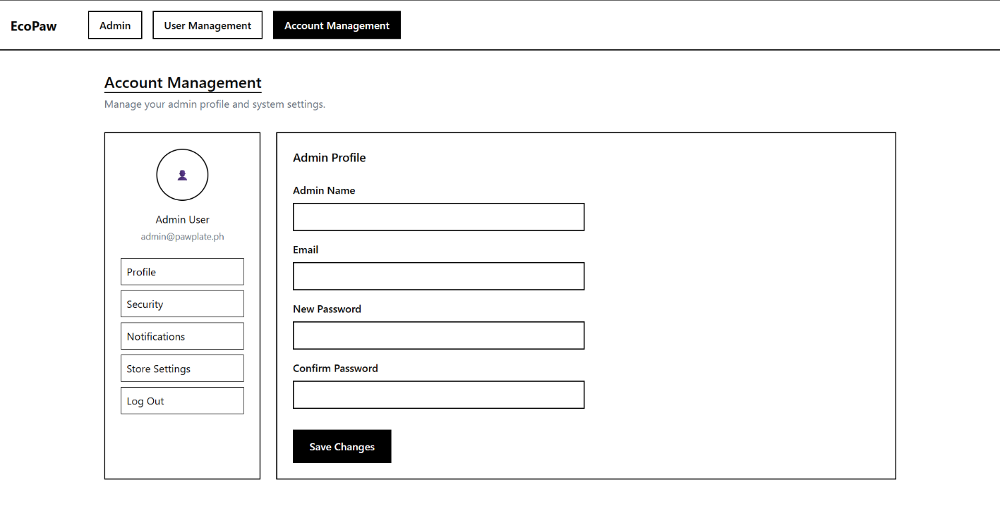 EcoPaw Admin User Management Account Management
Account Management
Manage your admin profile and system settings.
Admin User
admin@pawplate.ph
Profile
Security
Notifications
Store Settings
Log Out
Admin Profile
Admin Name
Email
New Password
Confirm Password
Save Changes